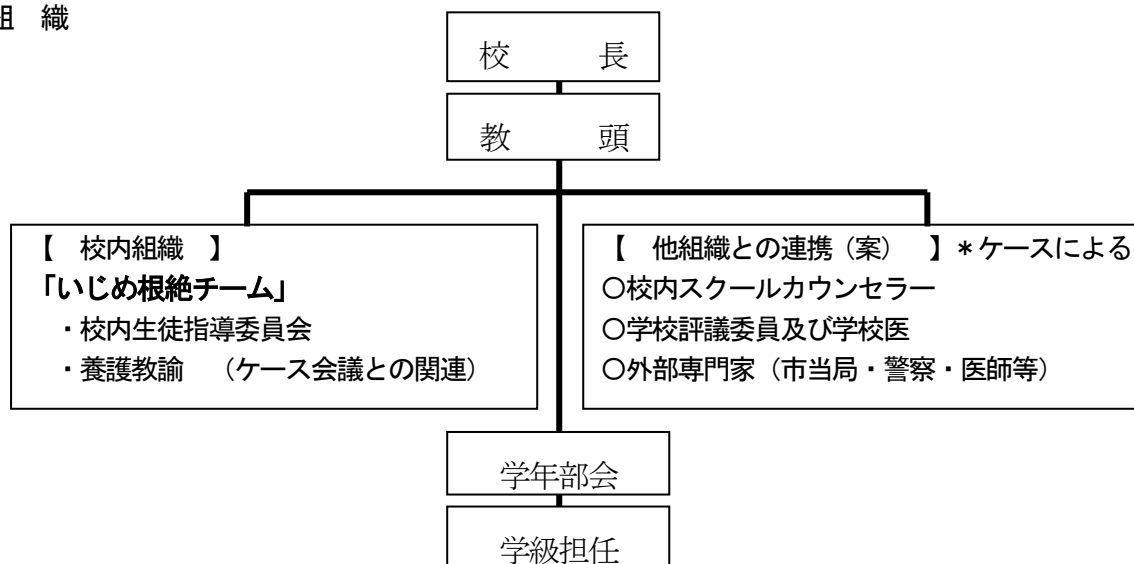 組　織
校　　長
教　　頭
【　校内組織　】
「いじめ根絶チーム」
・校内生徒指導委員会
・養護教諭　（ケース会議との関連）
【　他組織との連携（案）　】＊ケースによる
○校内スクールカウンセラー
○学校評議委員及び学校医
○外部専門家（市当局・警察・医師等）
学年部会
学級担任